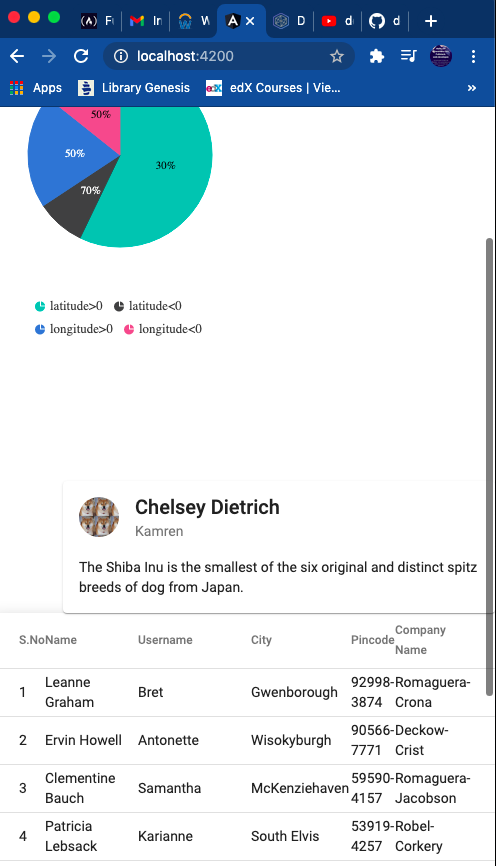 Fu
Ir
W
D
d
d
localhost:4200
Apps
Library Genesis
edX Courses | Vie...
50%
50%
30%
70%
latitude>0 latitude<0
longitude>0 longitude<0
Chelsey Dietrich
Kamren
The Shiba Inu is the smallest of the six original and distinct spitz
breeds of dog from Japan.
S.No Name Username City Pincode Company Name
1 Leanne Graham Bret Gwenborough 92998-3874 Romaguera-Crona
2 Ervin Howell Antonette Wisokyburgh 90566-7771 Deckow-Crist
3 Clementine Bauch Samantha McKenziehaven 59590-4157 Romaguera-Jacobson
4 Patricia Lebsack Karianne South Elvis 53919-4257 Robel-Corkery